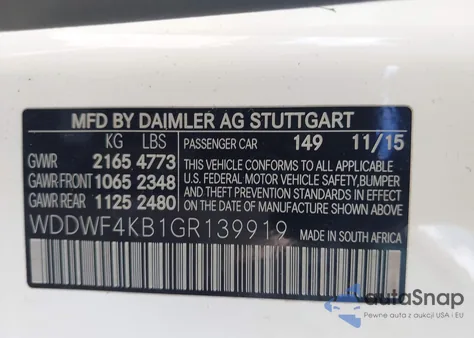 MFD BY DAIMLER AG STUTTGART
KG LBS PASSENGER CAR 149 11/15
GVWR 2165 4773
GAWR FRONT 1065 2348
GAWR REAR 1125 2480
THIS VEHICLE CONFORMS TO ALL APPLICABLE
U.S. FEDERAL MOTOR VEHICLE SAFETY, BUMPER
AND THEFT PREVENTION STANDARDS IN EFFECT
ON THE DATE OF MANUFACTURE SHOWN ABOVE.
WDDWF4KB1GR139919 MADE IN SOUTH AFRICA
autaSnap
Pewne auta z aukcji USA i EU